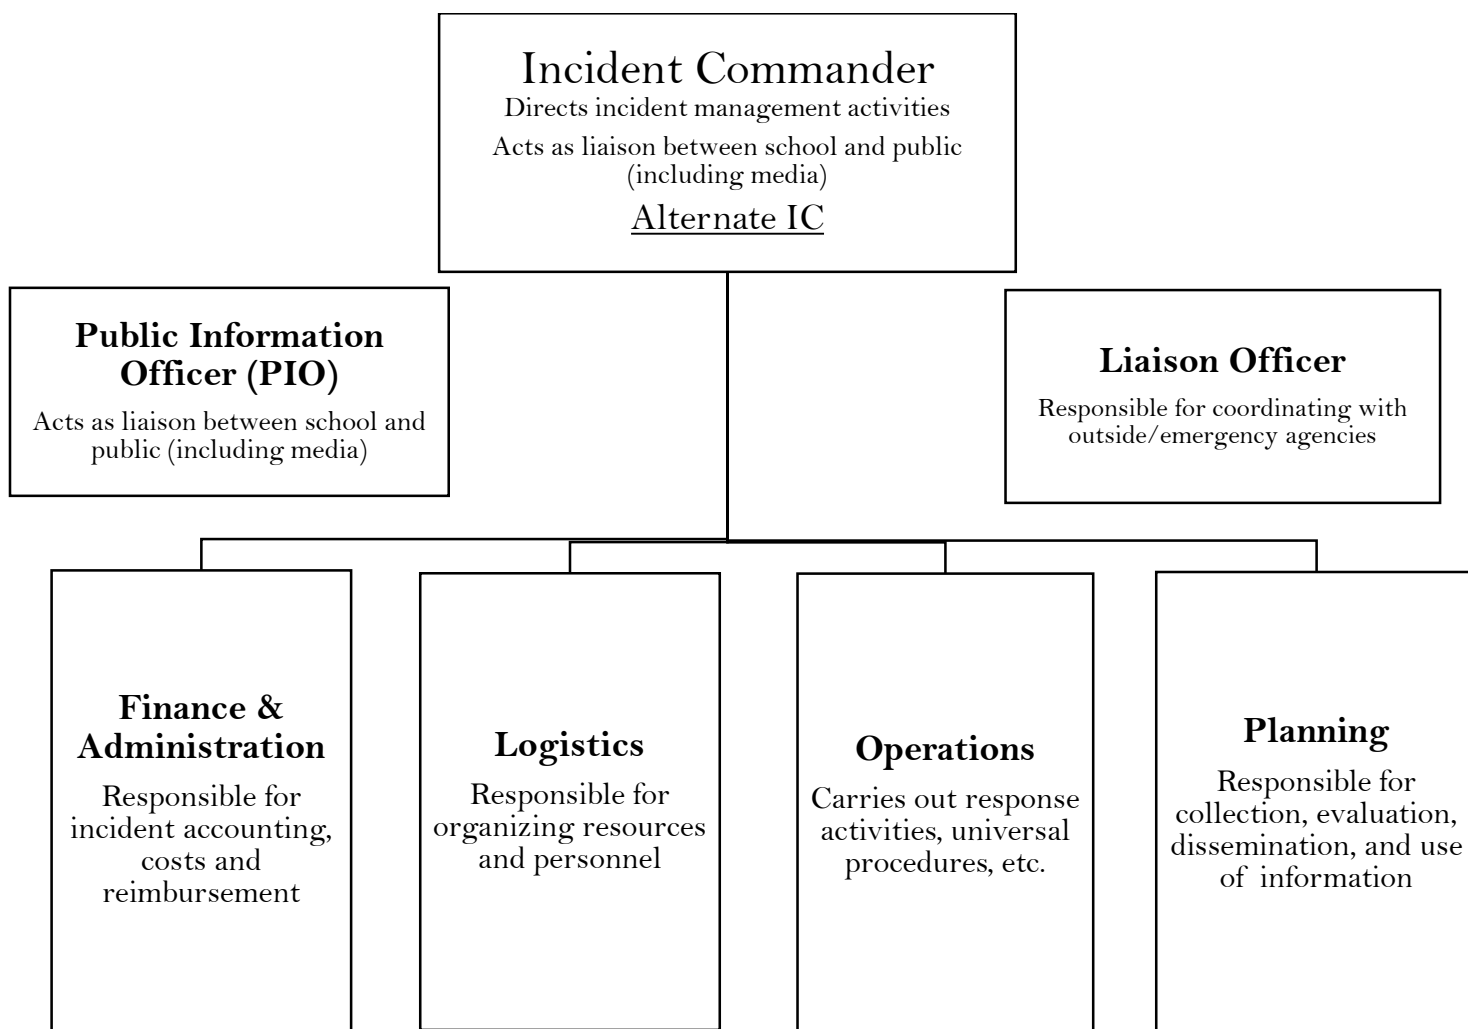 Incident Commander
Directs incident management activities
Acts as liaison between school and public
(including media)
Alternate IC
Public Information
Officer (PIO)
Acts as liaison between school and
public (including media)
Liaison Officer
Responsible for coordinating with
outside/emergency agencies
Finance &
Administration
Responsible for
incident accounting,
costs and
reimbursement
Logistics
Responsible for
organizing resources
and personnel
Operations
Carries out response
activities, universal
procedures, etc.
Planning
Responsible for
collection, evaluation,
dissemination, and use
of information